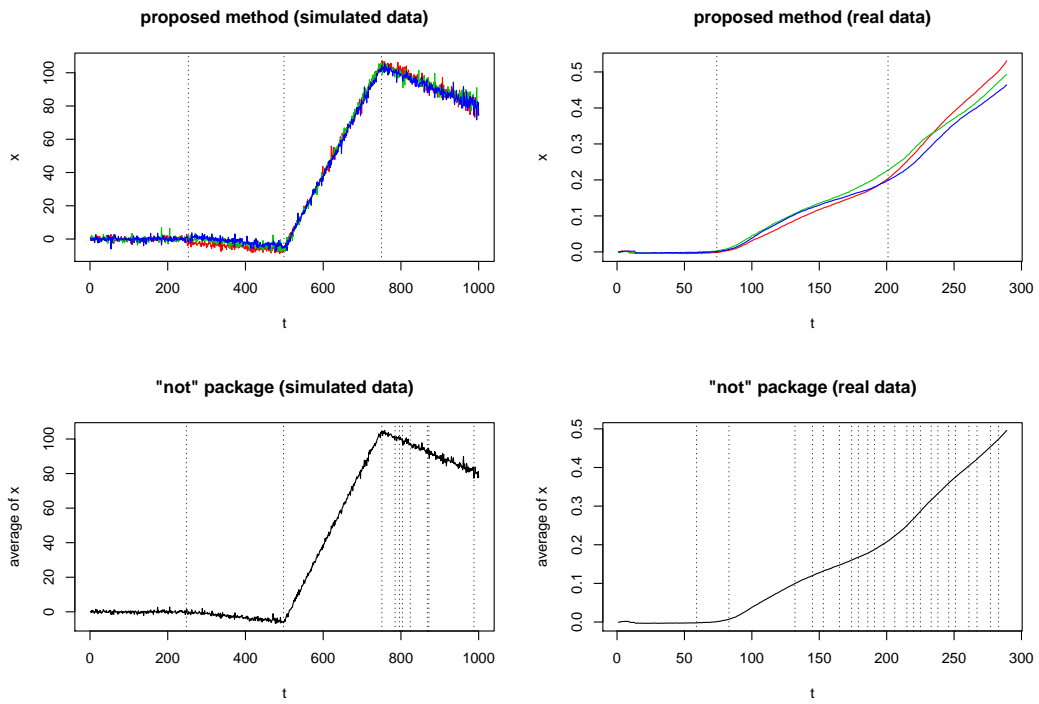 proposed method (simulated data)
x
0 20 40 60 80 100
0 200 400 600 800 1000
t
proposed method (real data)
x
0.0 0.1 0.2 0.3 0.4 0.5
0 50 100 150 200 250 300
t
"not" package (simulated data)
average of x
0 20 40 60 80 100
0 200 400 600 800 1000
t
"not" package (real data)
average of x
0.0 0.1 0.2 0.3 0.4 0.5
0 50 100 150 200 250 300
t